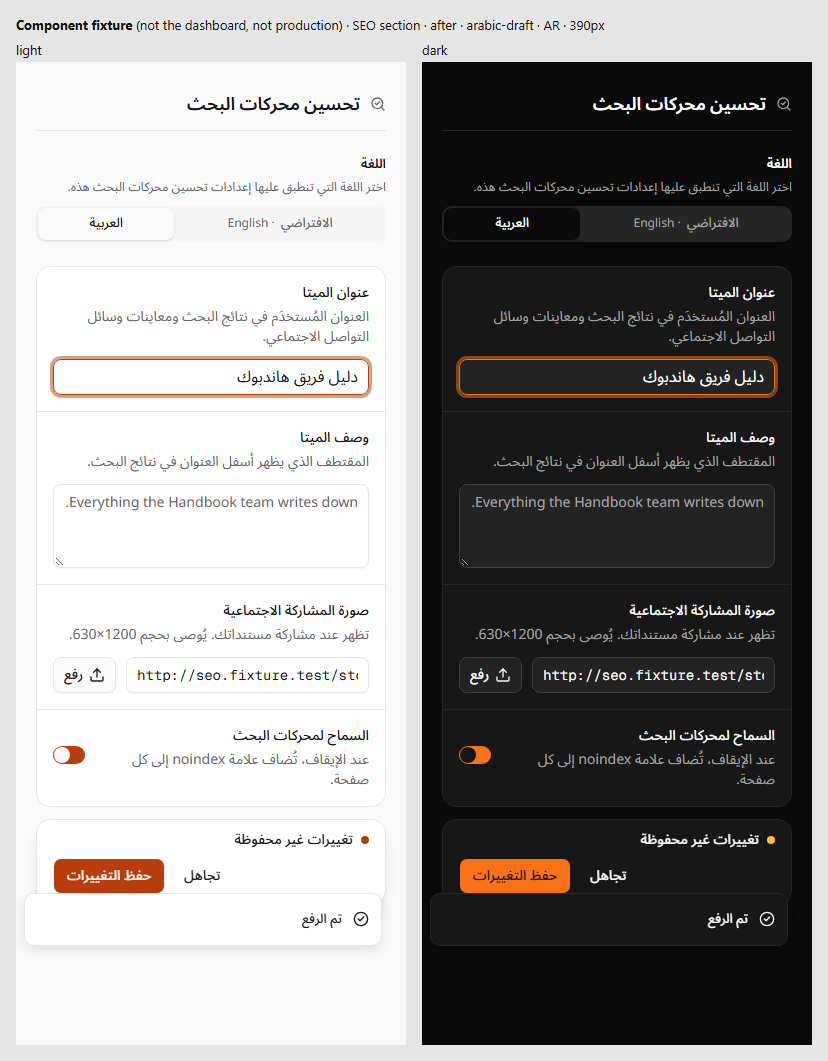 Component fixture (not the dashboard, not production) · SEO section · after · arabic-draft · AR · 390px
light
تحسين محركات البحث
اللغة
اختر اللغة التي تنطبق عليها إعدادات تحسين محركات البحث هذه.
الافتراضي · English
العربية
عنوان الميتا
العنوان المُستخدَم في نتائج البحث ومعاينات وسائل
التواصل الاجتماعي.
دليل فريق هاندبوك
وصف الميتا
المقتطف الذي يظهر أسفل العنوان في نتائج البحث.
Everything the Handbook team writes down.
صورة المشاركة الاجتماعية
تظهر عند مشاركة مستنداتك. يُوصى بحجم 1200×630.
http://seo.fixture.test/sto
رفع
السماح لمحركات البحث
عند الإيقاف، تُضاف علامة noindex إلى كل
صفحة.
تغييرات غير محفوظة
تجاهل
حفظ التغييرات
تم الرفع
dark
تحسين محركات البحث
اللغة
اختر اللغة التي تنطبق عليها إعدادات تحسين محركات البحث هذه.
الافتراضي · English
العربية
عنوان الميتا
العنوان المُستخدَم في نتائج البحث ومعاينات وسائل
التواصل الاجتماعي.
دليل فريق هاندبوك
وصف الميتا
المقتطف الذي يظهر أسفل العنوان في نتائج البحث.
Everything the Handbook team writes down.
صورة المشاركة الاجتماعية
تظهر عند مشاركة مستنداتك. يُوصى بحجم 1200×630.
http://seo.fixture.test/sto
رفع
السماح لمحركات البحث
عند الإيقاف، تُضاف علامة noindex إلى كل
صفحة.
تغييرات غير محفوظة
تجاهل
حفظ التغييرات
تم الرفع